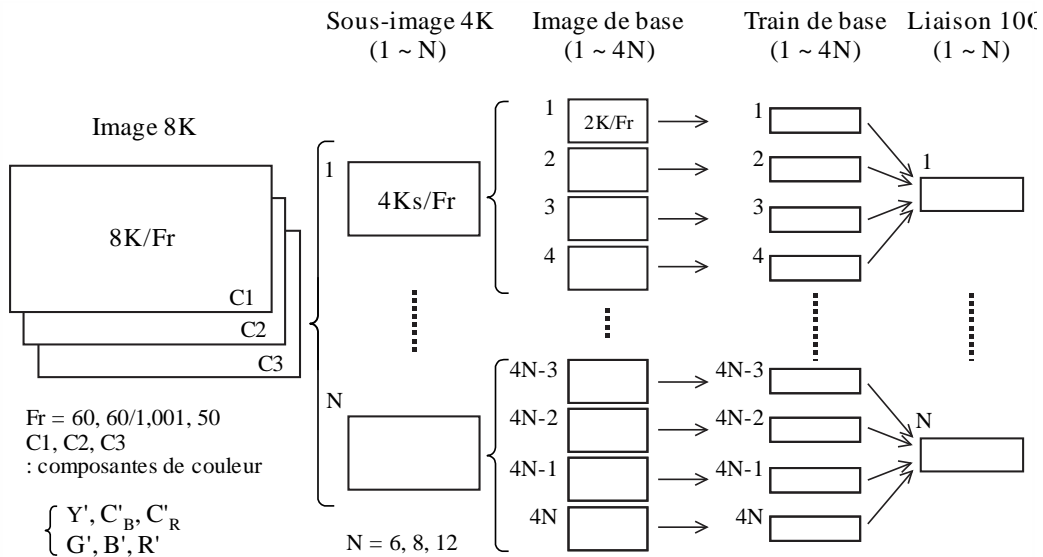 Sous-image 4K
(1 ~ N)
Image de base
(1 ~ 4N)
Train de base
(1 ~ 4N)
Liaison 10G
(1 ~ N)
Image 8K
8K/Fr
C1
C2
C3
1
4Ks/Fr
N
1
2K/Fr
2
3
4
4N-3
4N-2
4N-1
4N
1
2
3
4
4N-3
4N-2
4N-1
4N
1
N
Fr = 60, 60/1,001, 50
C1, C2, C3
: composantes de couleur
Y', C'B, C'R
G', B', R'
N = 6, 8, 12